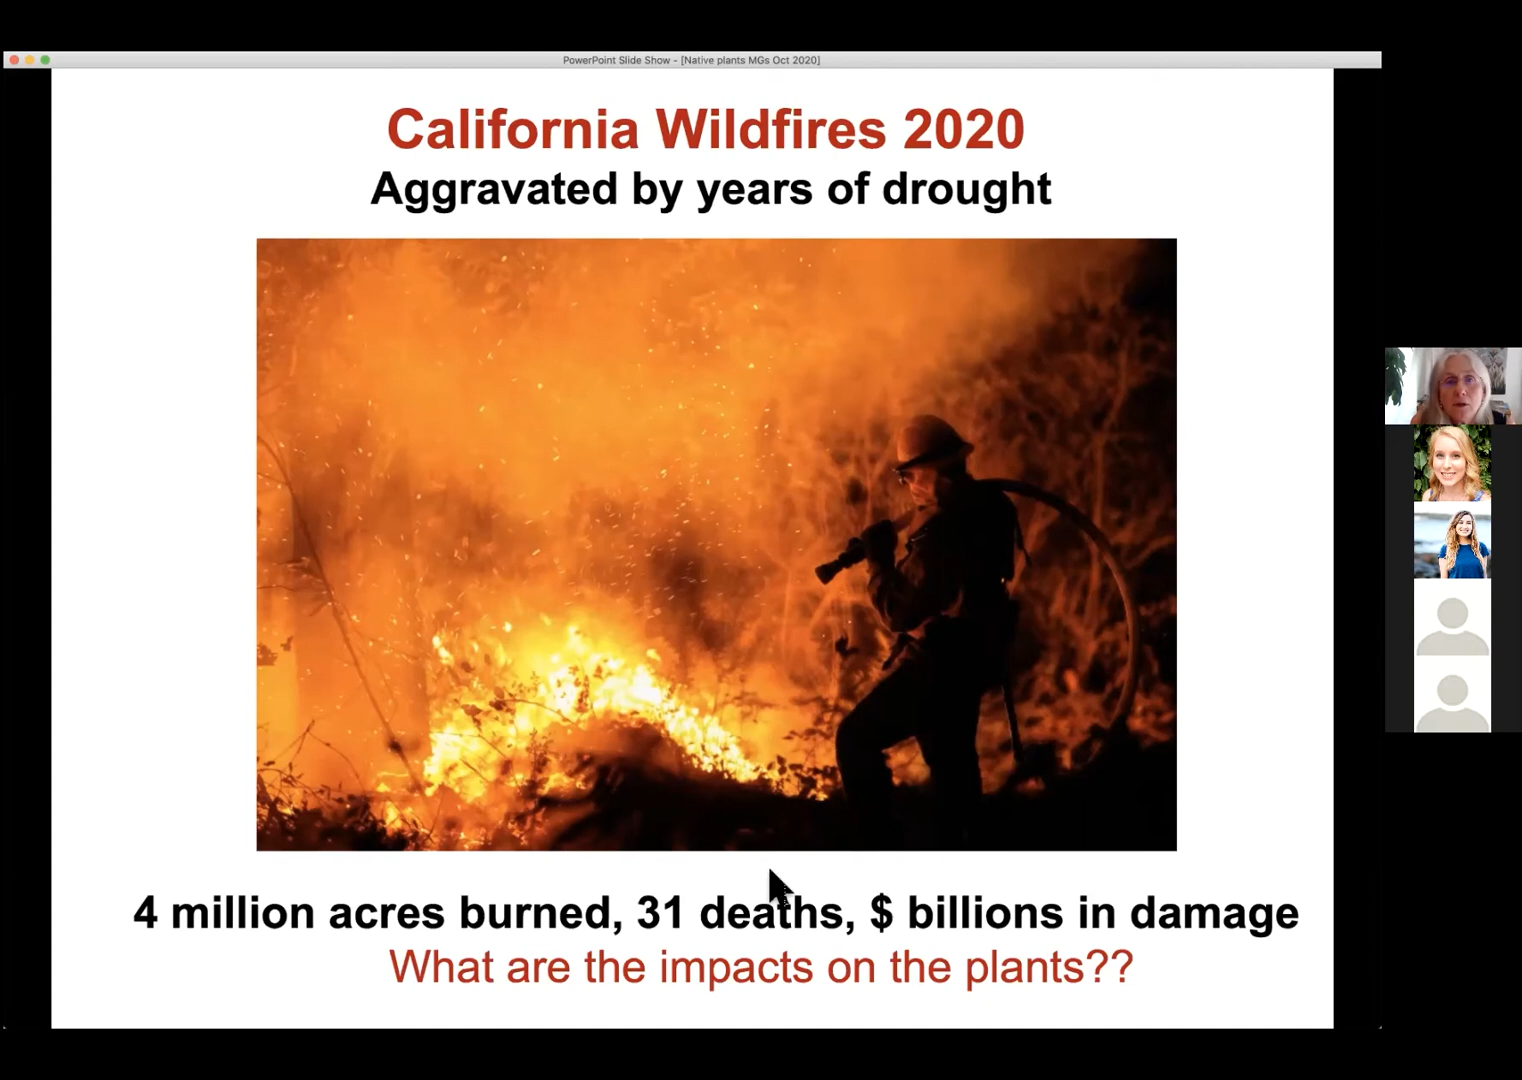 PowerPoint Slide Show - [Native plants MGs Oct 2020]
California Wildfires 2020
Aggravated by years of drought
4 million acres burned, 31 deaths, $ billions in damage
What are the impacts on the plants??